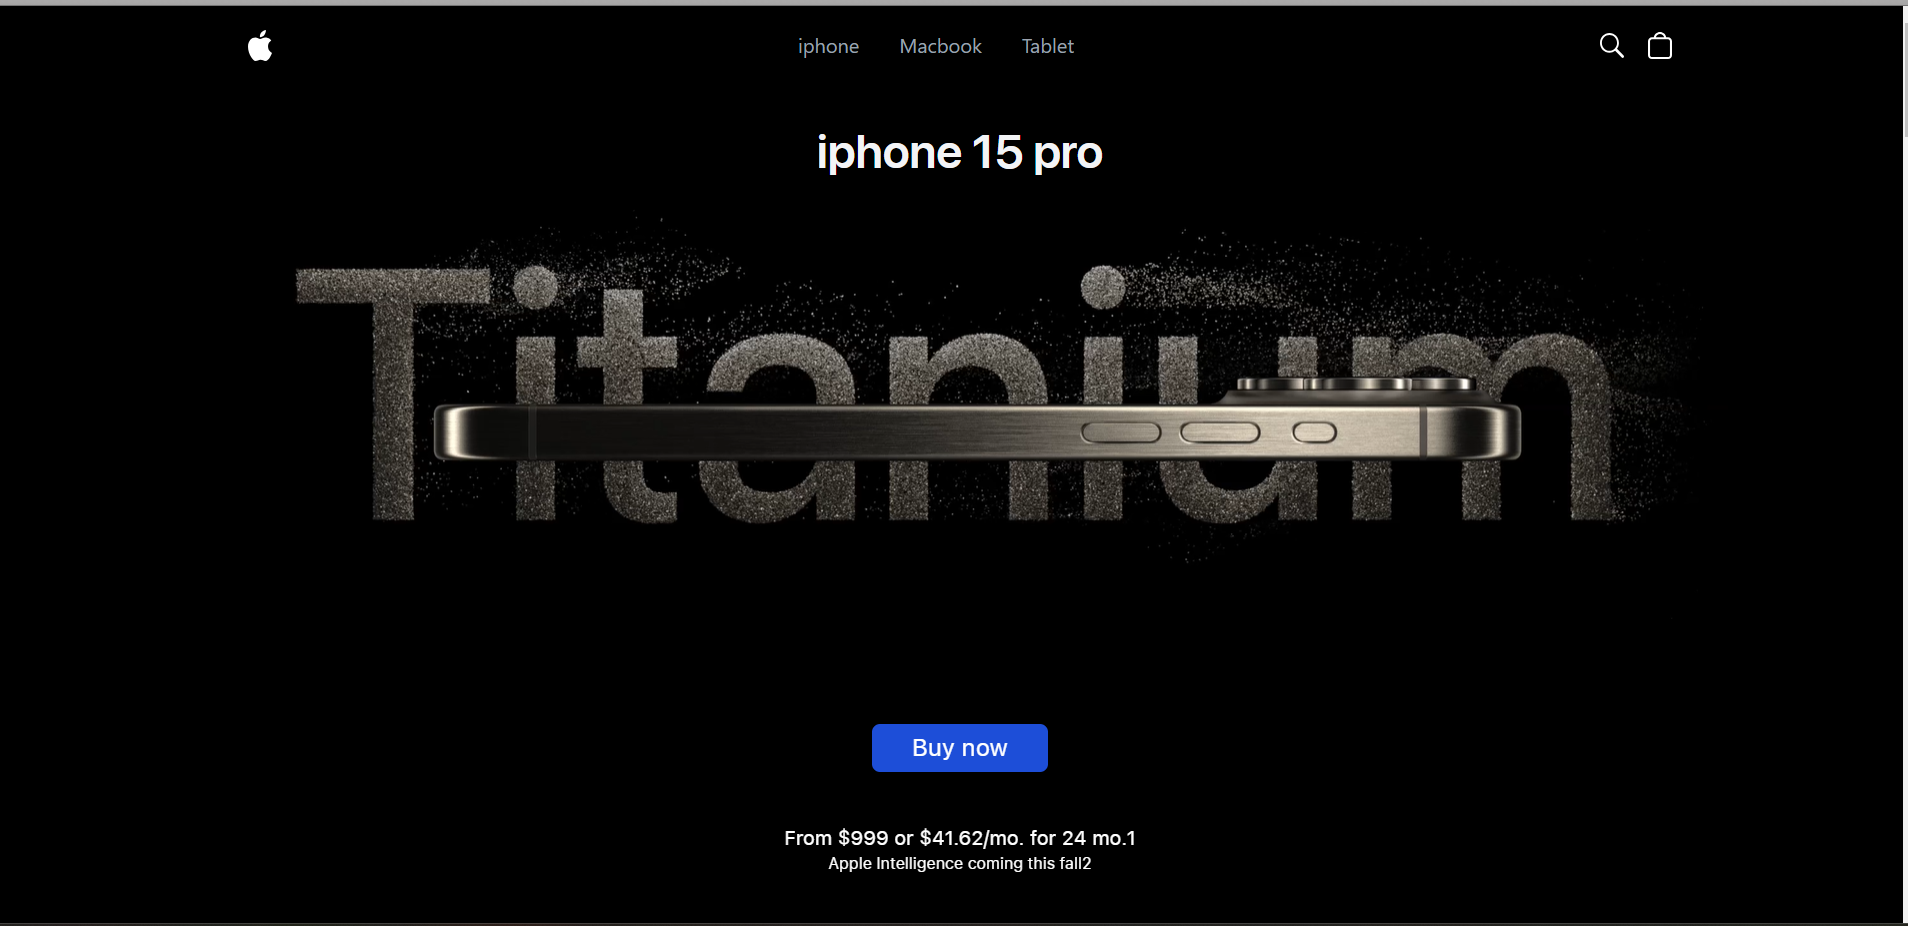 iphone Macbook Tablet
iphone 15 pro
Titanium
Buy now
From $999 or $41.62/mo. for 24 mo.1
Apple Intelligence coming this fall2